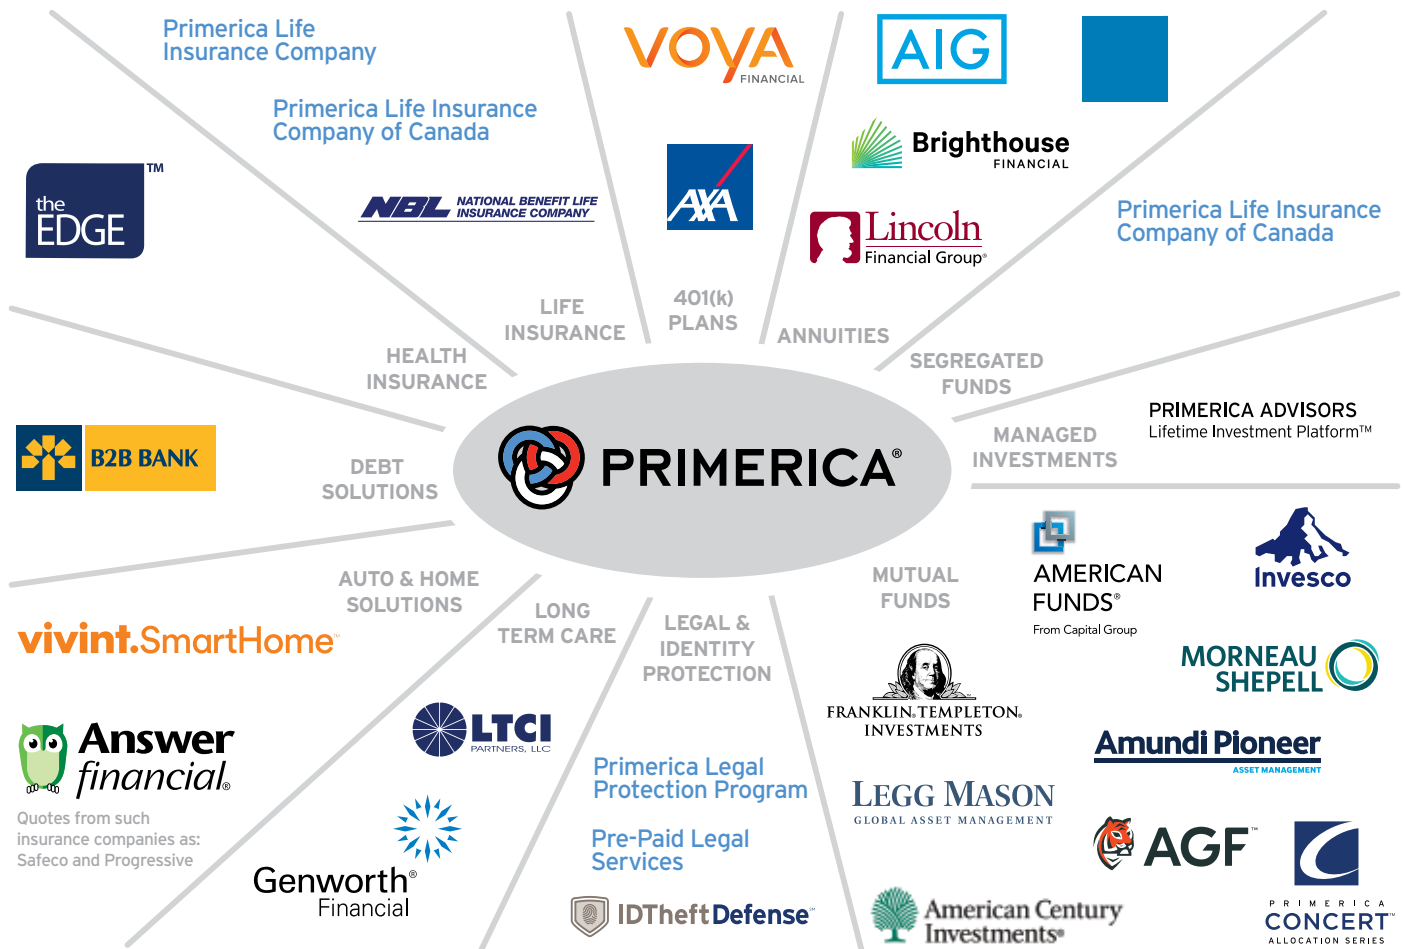 Primerica Life
Insurance Company
Primerica Life Insurance
Company of Canada
NBL NATIONAL BENEFIT LIFE
INSURANCE COMPANY
LIFE
INSURANCE
VOYA
FINANCIAL
AXA
401(k)
PLANS
AIG
Brighthouse
FINANCIAL
Lincoln
Financial Group®
ANNUITIES
Primerica Life Insurance
Company of Canada
SEGREGATED
FUNDS
the
EDGE
™
HEALTH
INSURANCE
B2B BANK
DEBT
SOLUTIONS
PRIMERICA®
PRIMERICA ADVISORS
Lifetime Investment Platform™
MANAGED
INVESTMENTS
AUTO & HOME
SOLUTIONS
vivint.SmartHome™
Answer
financial®
Quotes from such
insurance companies as:
Safeco and Progressive
LONG
TERM CARE
LTCI
PARTNERS, LLC
Genworth®
Financial
LEGAL &
IDENTITY
PROTECTION
Primerica Legal
Protection Program
Pre-Paid Legal
Services
IDTheftDefense℠
MUTUAL
FUNDS
AMERICAN
FUNDS®
From Capital Group
Invesco
FRANKLIN®TEMPLETON®
INVESTMENTS
MORNEAU
SHEPELL
Amundi Pioneer
ASSET MANAGEMENT
LEGG MASON
GLOBAL ASSET MANAGEMENT
AGF™
American Century
Investments®
PRIMERICA
CONCERT™
ALLOCATION SERIES